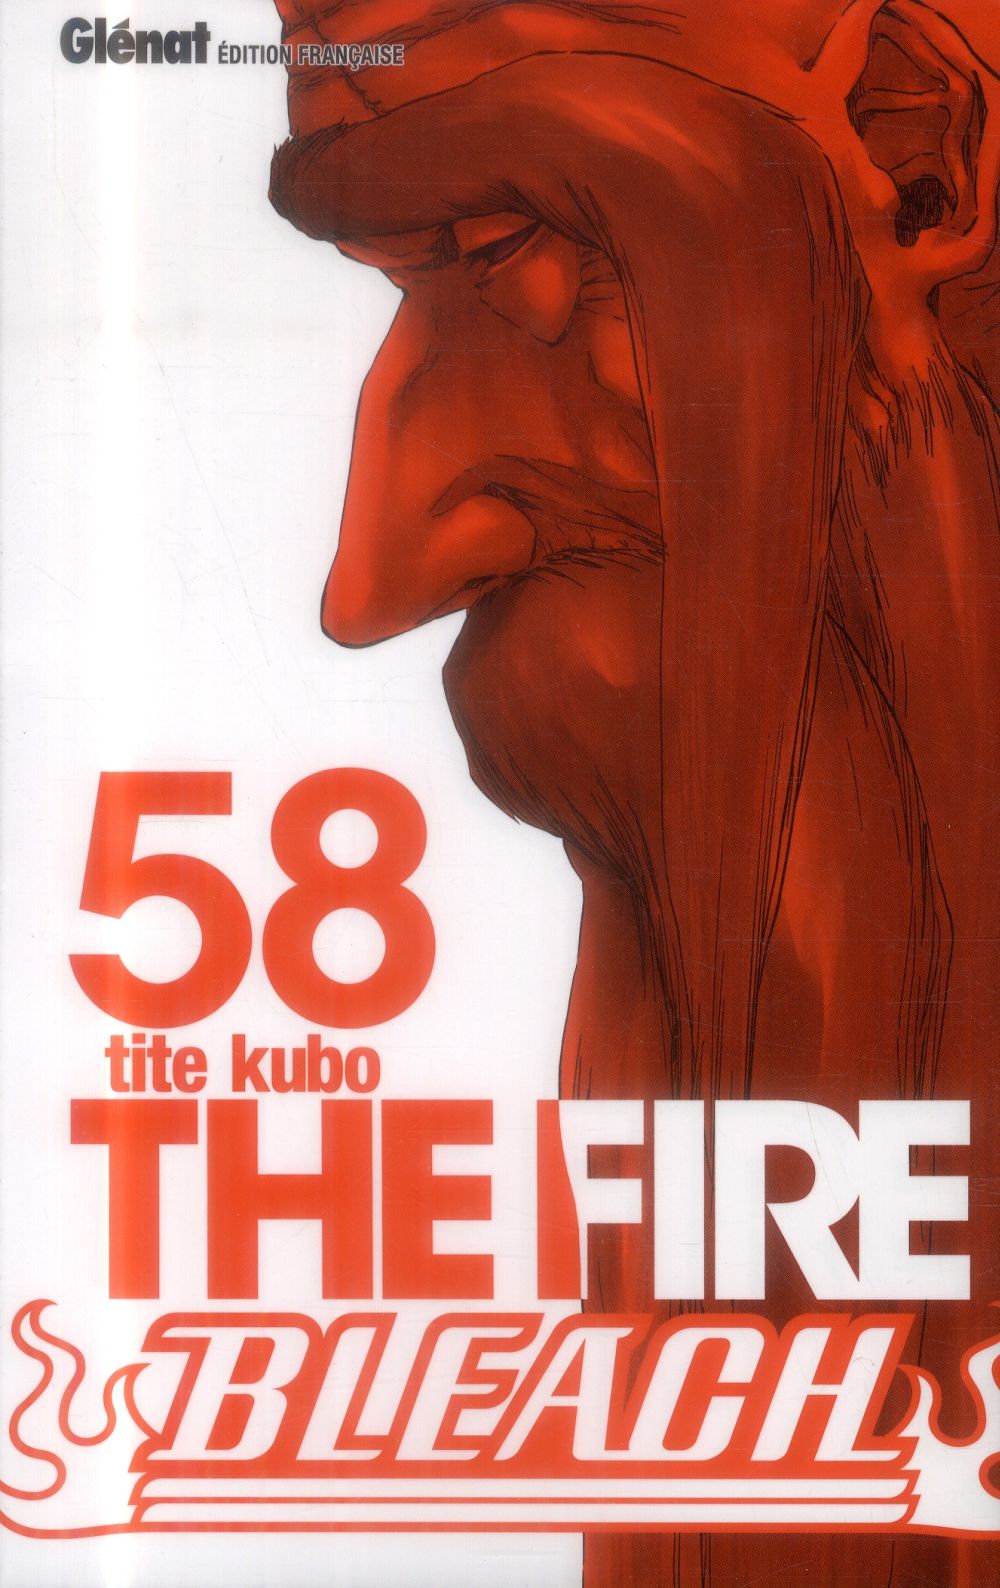 Glénat ÉDITION FRANÇAISE
58
tite kubo
THE FIRE
BLEACH